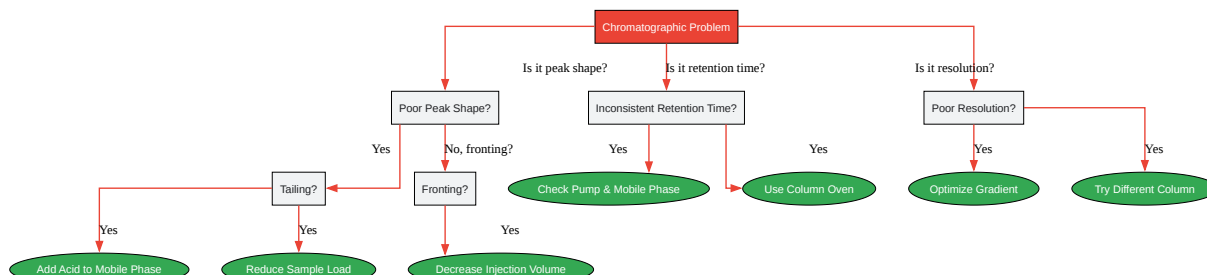 Chromatographic Problem
Is it peak shape?
Is it retention time?
Is it resolution?
Poor Peak Shape?
Inconsistent Retention Time?
Poor Resolution?
Yes
No, fronting?
Yes
Yes
Yes
Yes
Tailing?
Fronting?
Check Pump & Mobile Phase
Use Column Oven
Optimize Gradient
Try Different Column
Yes
Yes
Yes
Add Acid to Mobile Phase
Reduce Sample Load
Decrease Injection Volume